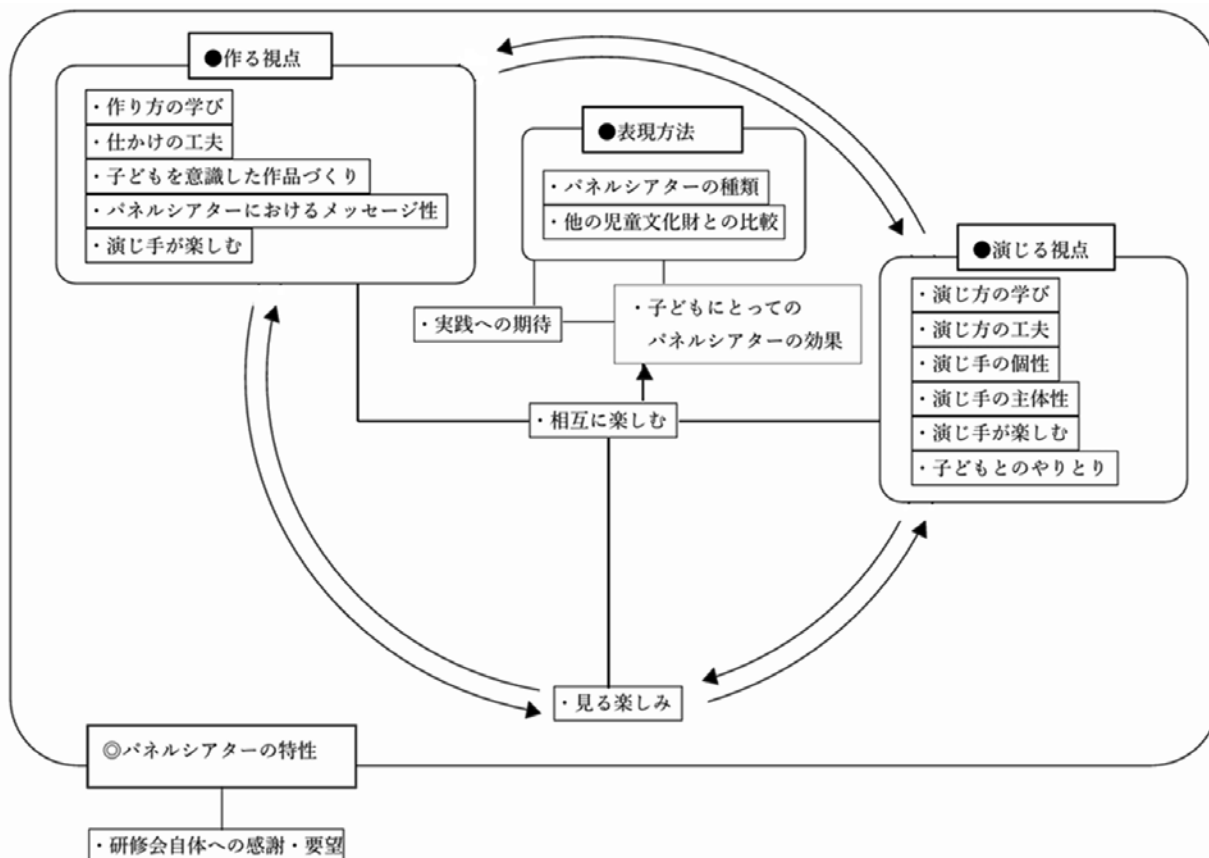 ●作る視点
・作り方の学び
・仕かけの工夫
・子どもを意識した作品づくり
・パネルシアターにおけるメッセージ性
・演じ手が楽しむ
●表現方法
・パネルシアターの種類
・他の児童文化財との比較
・実践への期待
・子どもにとっての
パネルシアターの効果
●演じる視点
・演じ方の学び
・演じ方の工夫
・演じ手の個性
・演じ手の主体性
・演じ手が楽しむ
・子どもとのやりとり
・相互に楽しむ
・見る楽しみ
◎パネルシアターの特性
・研修会自体への感謝・要望